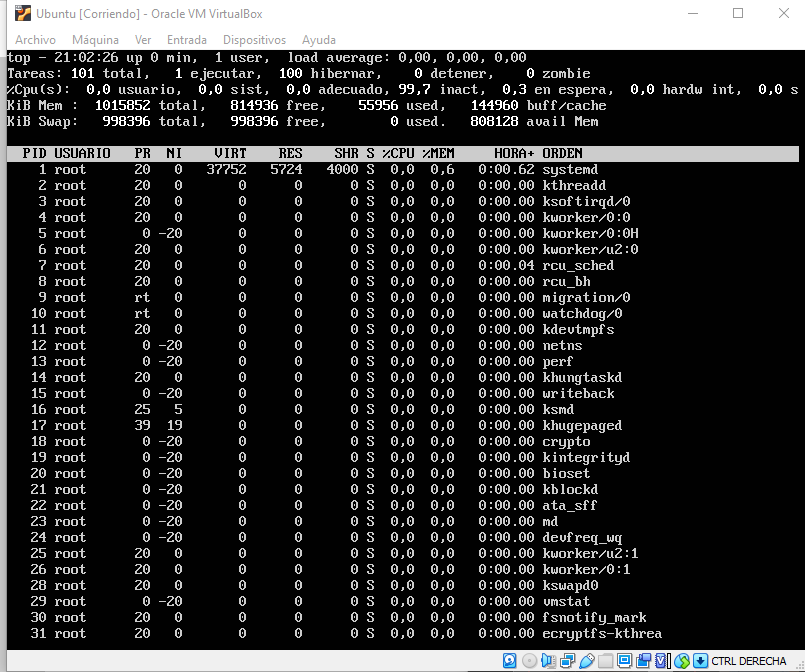 Ubuntu [Corriendo] - Oracle VM VirtualBox
Archivo Máquina Ver Entrada Dispositivos Ayuda
top - 21:02:26 up 0 min, 1 user, load average: 0,00, 0,00, 0,00
Tareas: 101 total, 1 ejecutar, 100 hibernar, 0 detener, 0 zombie
%Cpu(s): 0,0 usuario, 0,0 sist, 0,0 adecuado, 99,7 inact, 0,3 en espera, 0,0 hardw int, 0,0 s
KiB Mem : 1015852 total, 814936 free, 55956 used, 144960 buff/cache
KiB Swap: 998396 total, 998396 free, 0 used. 808128 avail Mem
PID USUARIO PR NI VIRT RES SHR S %CPU %MEM HORA+ ORDEN
1 root 20 0 37752 5724 4000 S 0,0 0,6 0:00.62 systemd
2 root 20 0 0 0 0 S 0,0 0,0 0:00.00 kthreadd
3 root 20 0 0 0 0 S 0,0 0,0 0:00.00 ksoftirqd/0
4 root 20 0 0 0 0 S 0,0 0,0 0:00.00 kworker/0:0
5 root 0 -20 0 0 0 S 0,0 0,0 0:00.00 kworker/0:0H
6 root 20 0 0 0 0 S 0,0 0,0 0:00.00 kworker/u2:0
7 root 20 0 0 0 0 S 0,0 0,0 0:00.04 rcu_sched
8 root 20 0 0 0 0 S 0,0 0,0 0:00.00 rcu_bh
9 root rt 0 0 0 0 S 0,0 0,0 0:00.00 migration/0
10 root rt 0 0 0 0 S 0,0 0,0 0:00.00 watchdog/0
11 root 20 0 0 0 0 S 0,0 0,0 0:00.00 kdevtmpfs
12 root 0 -20 0 0 0 S 0,0 0,0 0:00.00 netns
13 root 0 -20 0 0 0 S 0,0 0,0 0:00.00 perf
14 root 20 0 0 0 0 S 0,0 0,0 0:00.00 khungtaskd
15 root 0 -20 0 0 0 S 0,0 0,0 0:00.00 writeback
16 root 25 5 0 0 0 S 0,0 0,0 0:00.00 ksmd
17 root 39 19 0 0 0 S 0,0 0,0 0:00.00 khugepaged
18 root 0 -20 0 0 0 S 0,0 0,0 0:00.00 crypto
19 root 0 -20 0 0 0 S 0,0 0,0 0:00.00 kintegrityd
20 root 0 -20 0 0 0 S 0,0 0,0 0:00.00 bioset
21 root 0 -20 0 0 0 S 0,0 0,0 0:00.00 kblockd
22 root 0 -20 0 0 0 S 0,0 0,0 0:00.00 ata_sff
23 root 0 -20 0 0 0 S 0,0 0,0 0:00.00 md
24 root 0 -20 0 0 0 S 0,0 0,0 0:00.00 devfreq_wq
25 root 20 0 0 0 0 S 0,0 0,0 0:00.00 kworker/u2:1
26 root 20 0 0 0 0 S 0,0 0,0 0:00.00 kworker/0:1
28 root 20 0 0 0 0 S 0,0 0,0 0:00.00 kswapd0
29 root 0 -20 0 0 0 S 0,0 0,0 0:00.00 vmstat
30 root 20 0 0 0 0 S 0,0 0,0 0:00.00 fsnotify_mark
31 root 20 0 0 0 0 S 0,0 0,0 0:00.00 ecryptfs-kthrea
CTRL DERECHA